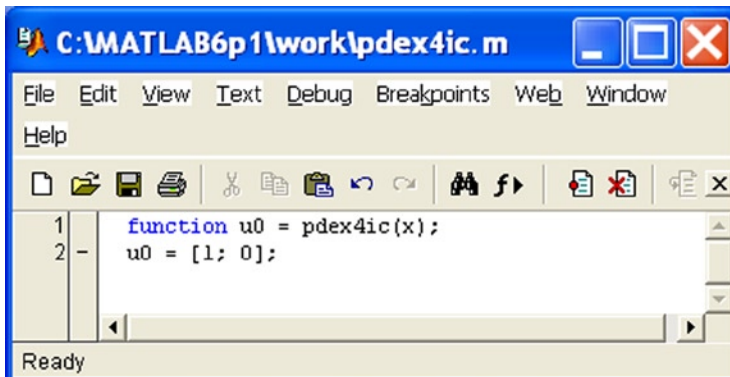 C:\MATLAB6p1\work\pdex4ic.m
File Edit View Text Debug Breakpoints Web Window
Help
1 function u0 = pdex4ic(x);
2 - u0 = [1; 0];
Ready